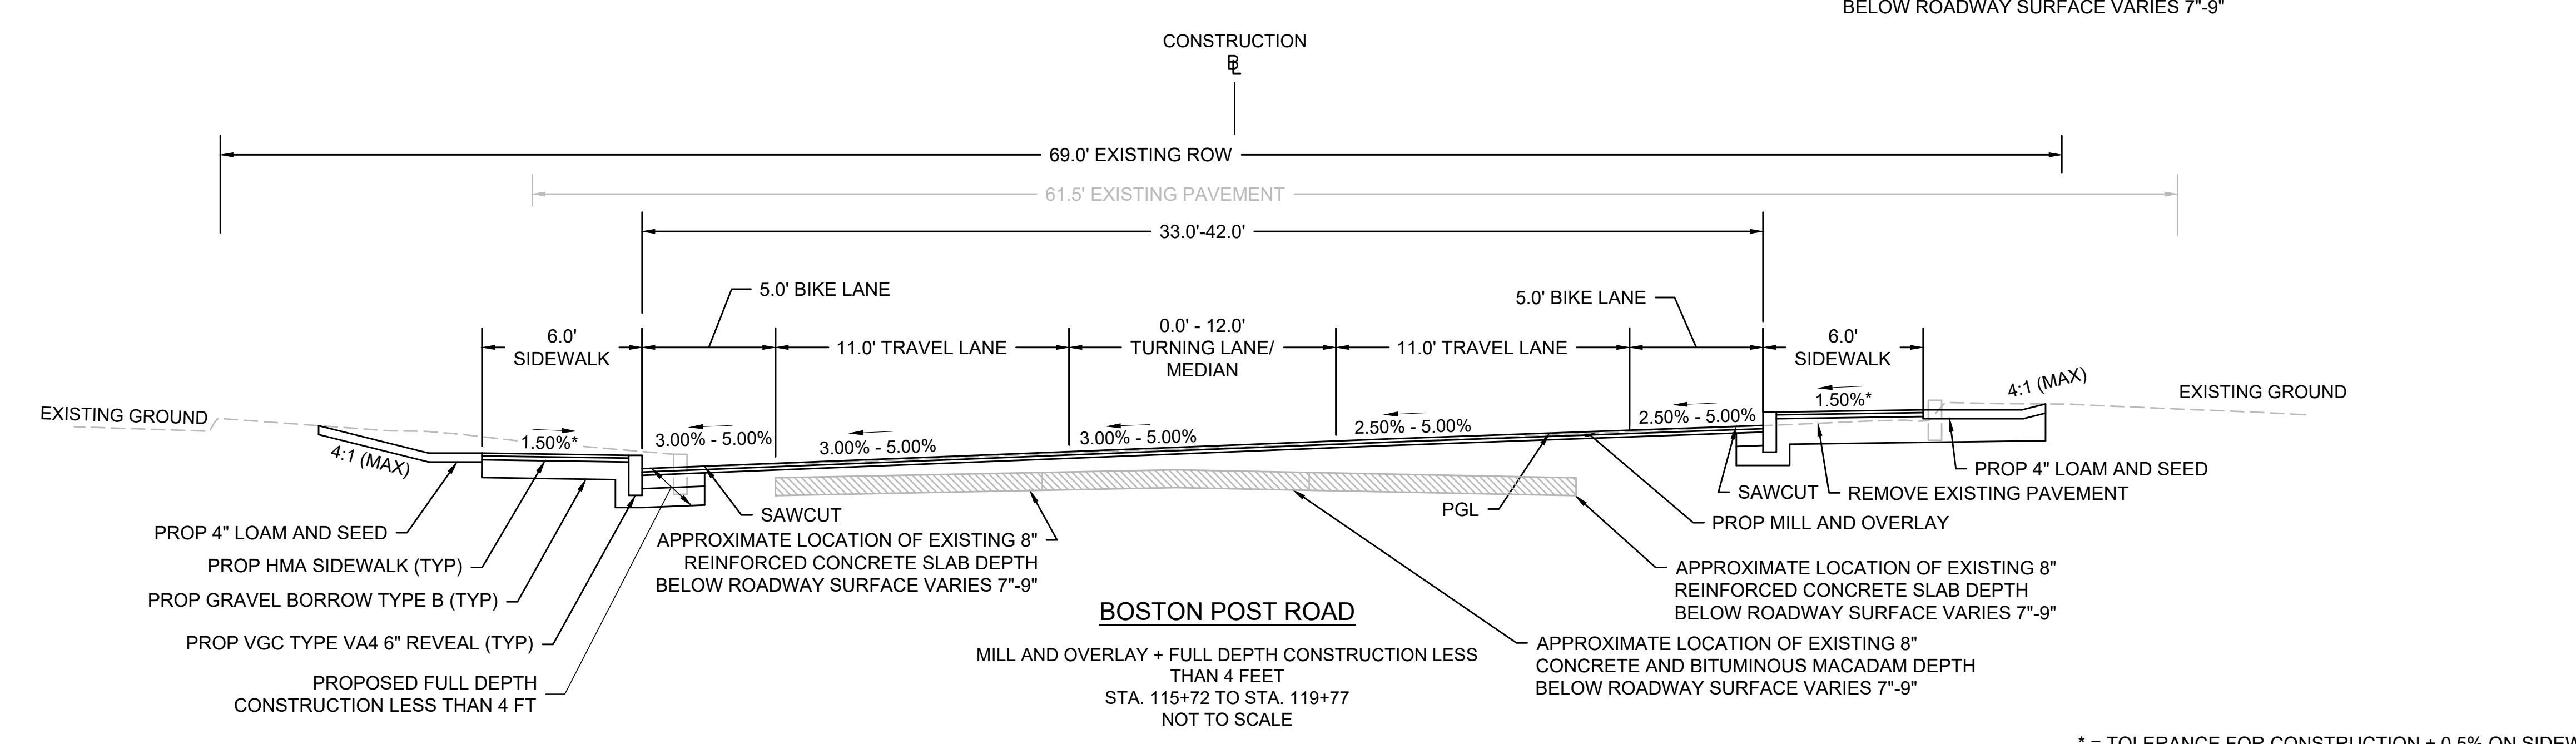 BELOW ROADWAY SURFACE VARIES 7"-9"
CONSTRUCTION
BL
69.0' EXISTING ROW
61.5' EXISTING PAVEMENT
33.0'-42.0'
5.0' BIKE LANE
5.0' BIKE LANE
6.0'
SIDEWALK
11.0' TRAVEL LANE
0.0' - 12.0'
TURNING LANE/
MEDIAN
11.0' TRAVEL LANE
6.0'
SIDEWALK
EXISTING GROUND
4:1 (MAX)
1.50%*
3.00% - 5.00%
3.00% - 5.00%
3.00% - 5.00%
2.50% - 5.00%
2.50% - 5.00%
1.50%*
4:1 (MAX)
EXISTING GROUND
PROP 4" LOAM AND SEED
PROP HMA SIDEWALK (TYP)
PROP GRAVEL BORROW TYPE B (TYP)
PROP VGC TYPE VA4 6" REVEAL (TYP)
PROPOSED FULL DEPTH
CONSTRUCTION LESS THAN 4 FT
SAWCUT
APPROXIMATE LOCATION OF EXISTING 8"
REINFORCED CONCRETE SLAB DEPTH
BELOW ROADWAY SURFACE VARIES 7"-9"
PGL
SAWCUT
REMOVE EXISTING PAVEMENT
PROP 4" LOAM AND SEED
PROP MILL AND OVERLAY
APPROXIMATE LOCATION OF EXISTING 8"
REINFORCED CONCRETE SLAB DEPTH
BELOW ROADWAY SURFACE VARIES 7"-9"
APPROXIMATE LOCATION OF EXISTING 8"
CONCRETE AND BITUMINOUS MACADAM DEPTH
BELOW ROADWAY SURFACE VARIES 7"-9"
BOSTON POST ROAD
MILL AND OVERLAY + FULL DEPTH CONSTRUCTION LESS
THAN 4 FEET
STA. 115+72 TO STA. 119+77
NOT TO SCALE
* = TOLERANCE FOR CONSTRUCTION ± 0.5% ON